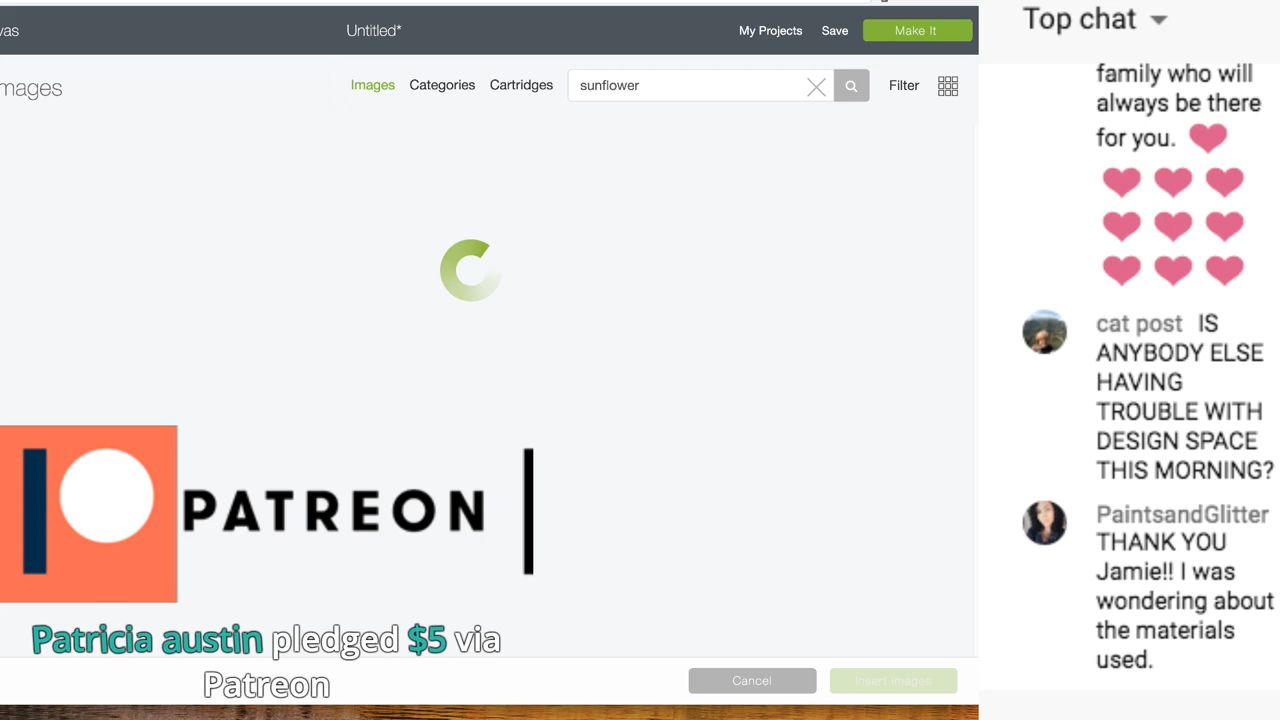 vas
Untitled*
My Projects
Save
Make It
mages
Images
Categories
Cartridges
sunflower
Filter
PATREON
Patricia austin pledged $5 via
Patreon
Cancel
Insert Images
Top chat
family who will
always be there
for you.
cat post IS
ANYBODY ELSE
HAVING
TROUBLE WITH
DESIGN SPACE
THIS MORNING?
PaintsandGlitter
THANK YOU
Jamie!! I was
wondering about
the materials
used.